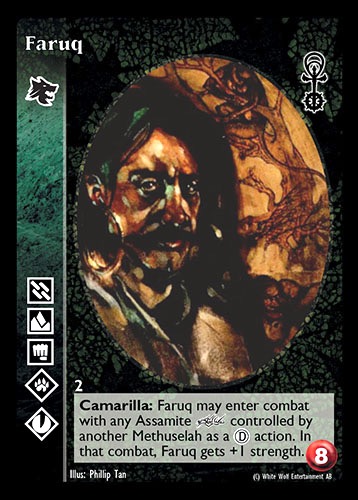 Faruq
2
Camarilla: Faruq may enter combat
with any Assamite controlled by
another Methuselah as a D action. In
that combat, Faruq gets +1 strength.
8
Illus: Phillip Tan
(C) White Wolf Entertainment AB